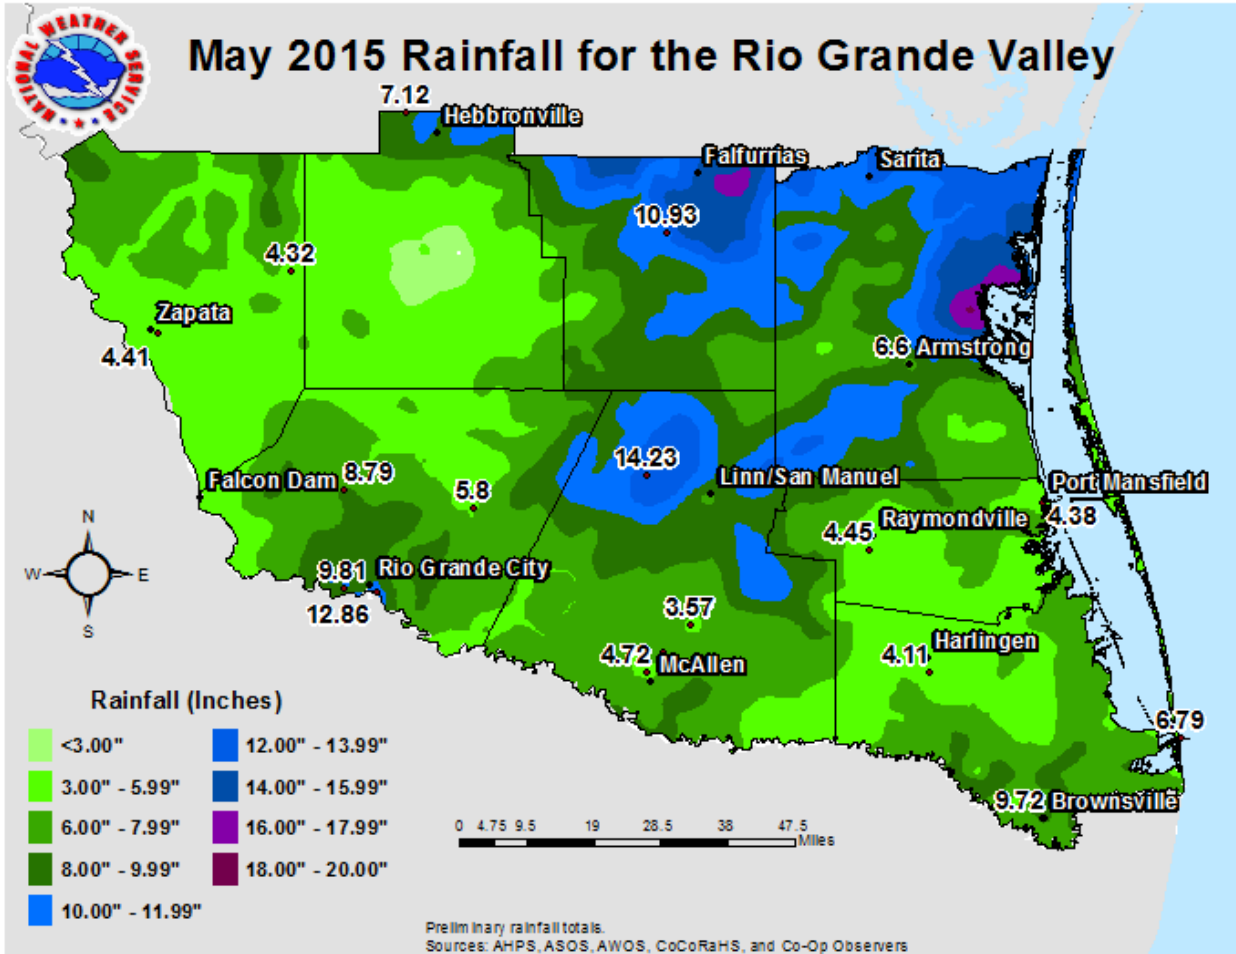 NATIONAL WEATHER SERVICE
May 2015 Rainfall for the Rio Grande Valley
7.12
Hebbronville
Falfurrias
Sarita
10.93
4.32
Zapata
4.41
6.6 Armstrong
14.23
Falcon Dam
8.79
Linn/San Manuel
Port Mansfield
5.8
4.38
Raymondville
4.45
N
W
E
S
Rio Grande City
9.81
12.86
3.57
Harlingen
4.72
McAllen
4.11
6.79
9.72 Brownsville
Rainfall (Inches)
<3.00"
3.00" - 5.99"
6.00" - 7.99"
8.00" - 9.99"
10.00" - 11.99"
12.00" - 13.99"
14.00" - 15.99"
16.00" - 17.99"
18.00" - 20.00"
0 4.75 9.5 19 28.5 38 47.5
Miles
Preliminary rainfall totals.
Sources: AHPS, ASOS, AWOS, CoCoRaHS, and Co-Op Observers